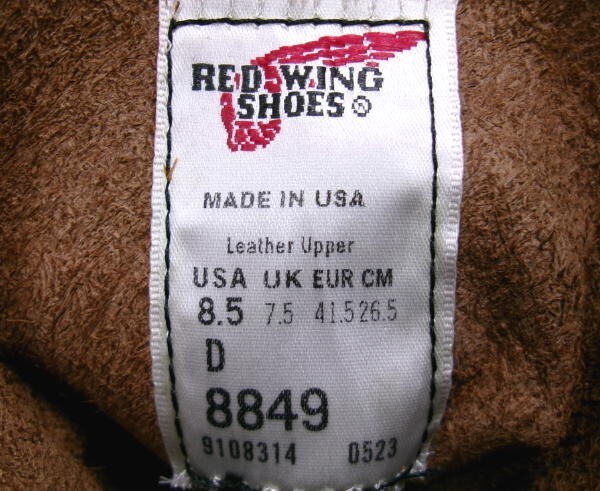 RED WING
SHOES ®
MADE IN USA
Leather Upper
USA UK EUR CM
8.5 7.5 41.5 26.5
D
8849
9108314 0523